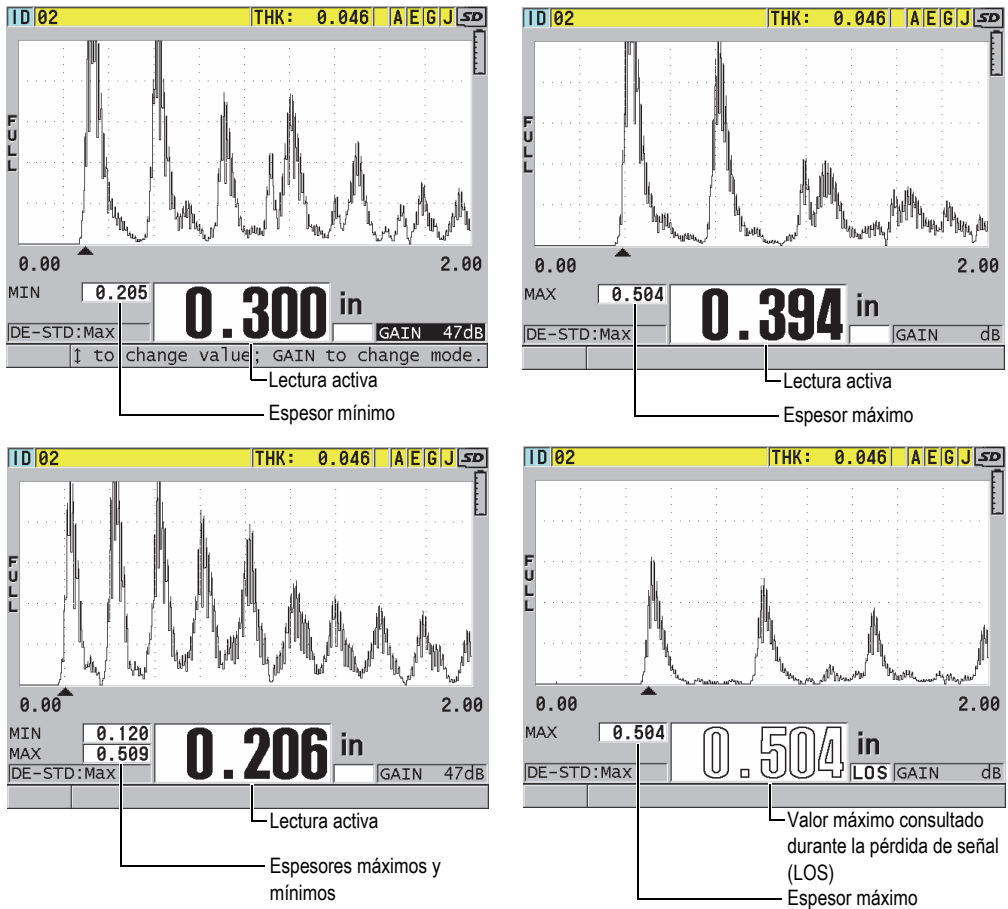 ID 02 THK: 0.046 A E G J SD
FULL
0.00 2.00
MIN 0.205 0.300 in
DE-STD:Max GAIN 47dB
↕ to change value; GAIN to change mode.
Lectura activa
Espesor mínimo
ID 02 THK: 0.046 A E G J SD
FULL
0.00 2.00
MAX 0.504 0.394 in
DE-STD:Max GAIN dB
Lectura activa
Espesor máximo
ID 02 THK: 0.046 A E G J SD
FULL
0.00 2.00
MIN 0.120
MAX 0.509 0.206 in
DE-STD:Max GAIN 47dB
Lectura activa
Espesores máximos y
mínimos
ID 02 THK: 0.046 A E G J SD
FULL
0.00 2.00
MAX 0.504 0.504 in
DE-STD:Max LOS GAIN dB
Valor máximo consultado
durante la pérdida de señal
(LOS)
Espesor máximo